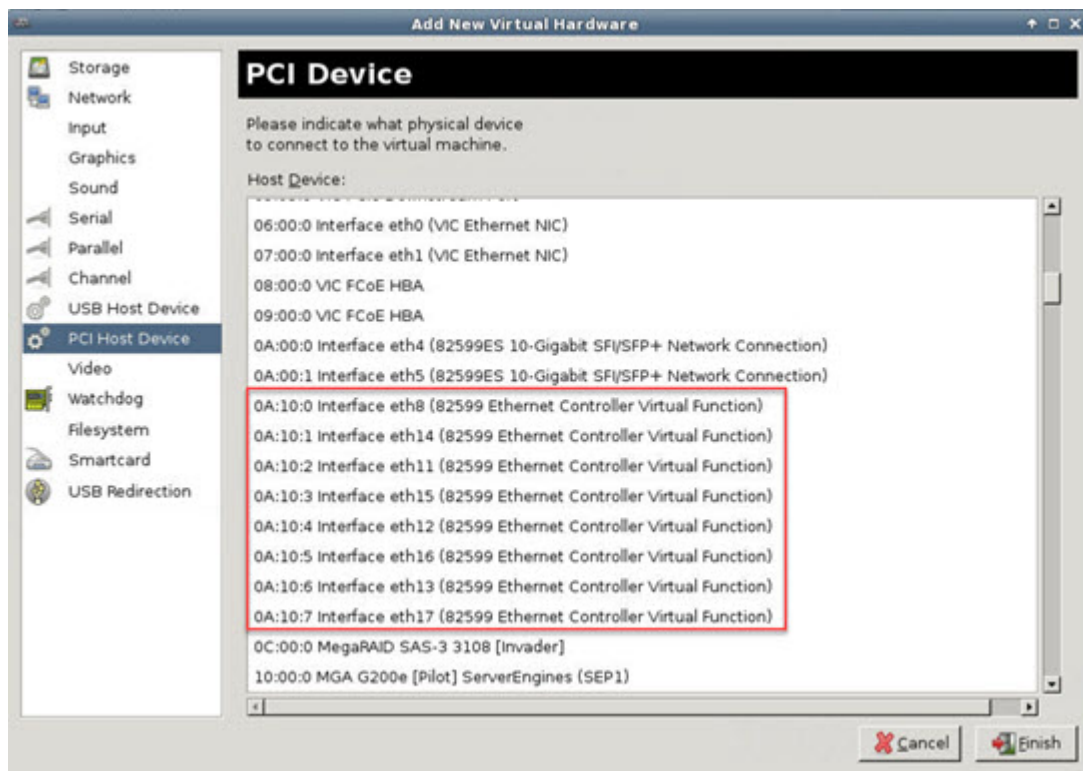 Add New Virtual Hardware
Storage
Network
Input
Graphics
Sound
Serial
Parallel
Channel
USB Host Device
PCI Host Device
Video
Watchdog
Filesystem
Smartcard
USB Redirection
PCI Device
Please indicate what physical device
to connect to the virtual machine.
Host Device:
06:00:0 Interface eth0 (VIC Ethernet NIC)
07:00:0 Interface eth1 (VIC Ethernet NIC)
08:00:0 VIC FCoE HBA
09:00:0 VIC FCoE HBA
0A:00:0 Interface eth4 (82599ES 10-Gigabit SFI/SFP+ Network Connection)
0A:00:1 Interface eth5 (82599ES 10-Gigabit SFI/SFP+ Network Connection)
0A:10:0 Interface eth8 (82599 Ethernet Controller Virtual Function)
0A:10:1 Interface eth14 (82599 Ethernet Controller Virtual Function)
0A:10:2 Interface eth11 (82599 Ethernet Controller Virtual Function)
0A:10:3 Interface eth15 (82599 Ethernet Controller Virtual Function)
0A:10:4 Interface eth12 (82599 Ethernet Controller Virtual Function)
0A:10:5 Interface eth16 (82599 Ethernet Controller Virtual Function)
0A:10:6 Interface eth13 (82599 Ethernet Controller Virtual Function)
0A:10:7 Interface eth17 (82599 Ethernet Controller Virtual Function)
0C:00:0 MegaRAID SAS-3 3108 [Invader]
10:00:0 MGA G200e [Pilot] ServerEngines (SEP1)
Cancel
Finish